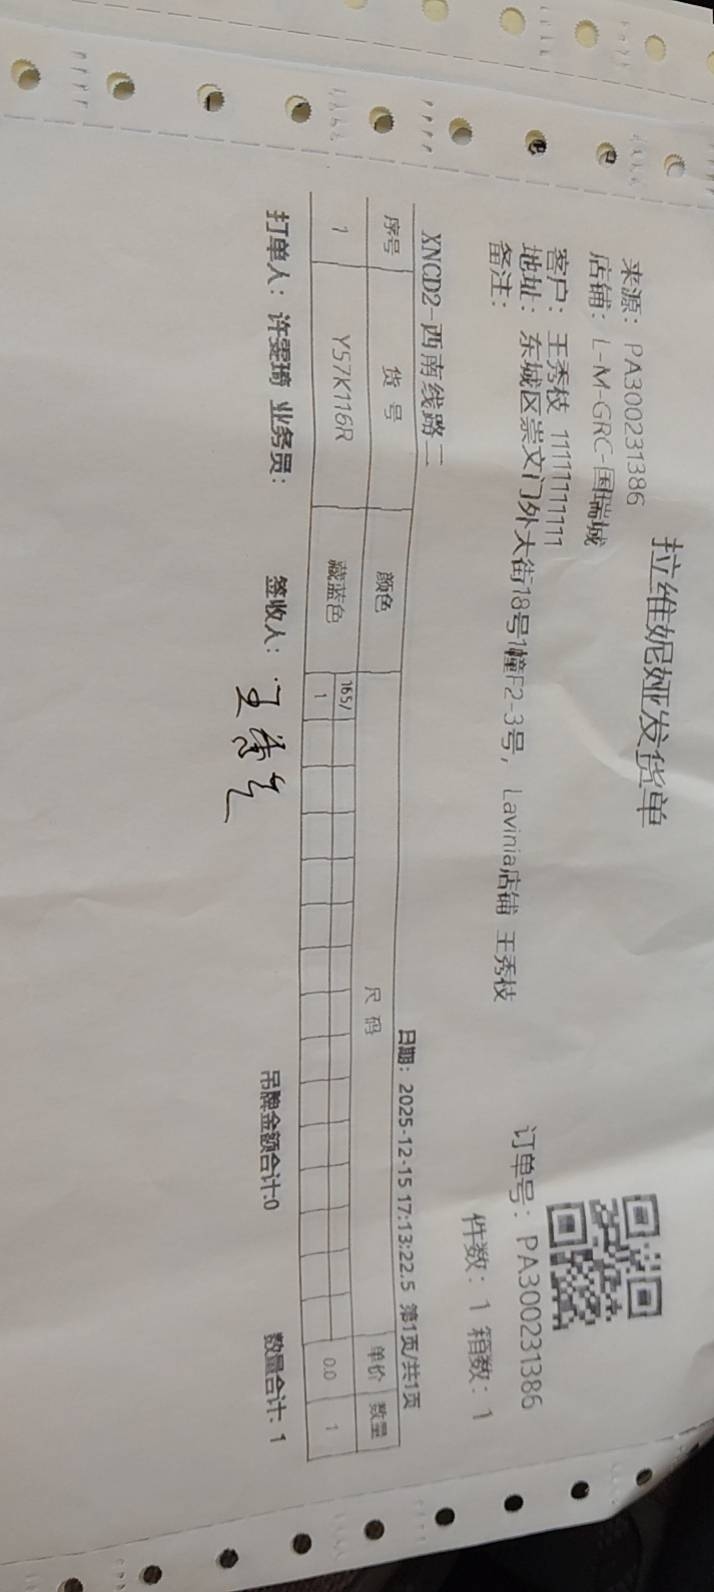 拉维妮娅发货单
来源：PA300231386
店铺：L-M-GRC-国瑞城
客户：王秀枝 11111111111
订单号：PA300231386
地址：东城区崇文门外大街18号1幢F2-3号，Lavinia店铺 王秀枝
备注：
件数：1 箱数：1
XNCD2-西南线路二
日期：2025-12-15 17:13:22.5 第1页/共1页
序号 货号 颜色 尺码 单价 数量
1 Y57K116R 藏蓝色 165/ 0.0 1
1
打单人：许雯琦 业务员： 签收人： 吊牌金额合计:0 数量合计: 1